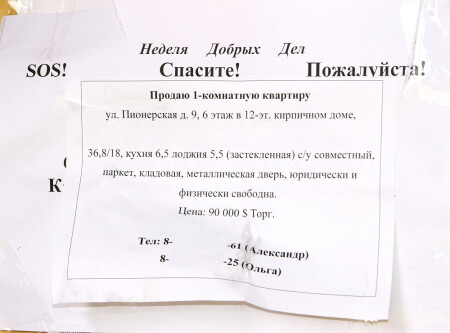 Неделя Добрых Дел
SOS! Спасите! Пожалуйста!
Продаю 1-комнатную квартиру
ул. Пионерская д. 9, 6 этаж в 12-эт. кирпичном доме,
36,8/18, кухня 6,5 лоджия 5,5 (застекленная) с/у совместный,
паркет, кладовая, металлическая дверь, юридически и
физически свободна.
Цена: 90 000 $ Торг.
Тел: 8- -61 (Александр)
8- -25 (Ольга)